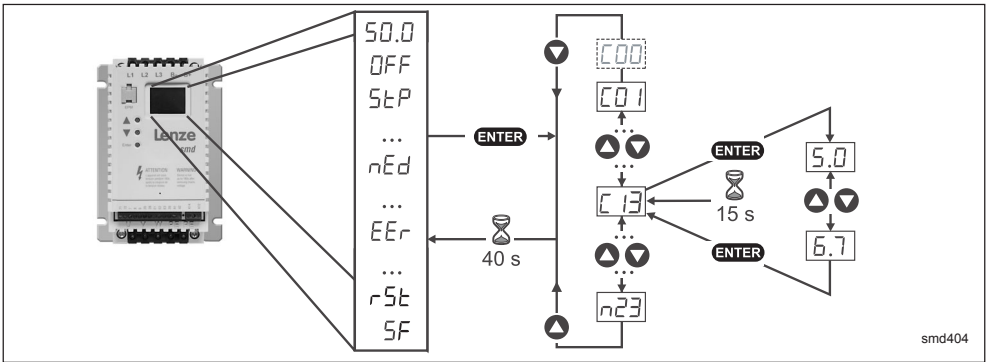 50.0
OFF
StP
...
nEd
...
EEr
...
rSt
SF
L1 L2 L3
Lenze
smd
ATTENTION
ENTER
40 s
C00
C01
...
...
C13
...
...
n23
ENTER
15 s
ENTER
5.0
6.7
smd404